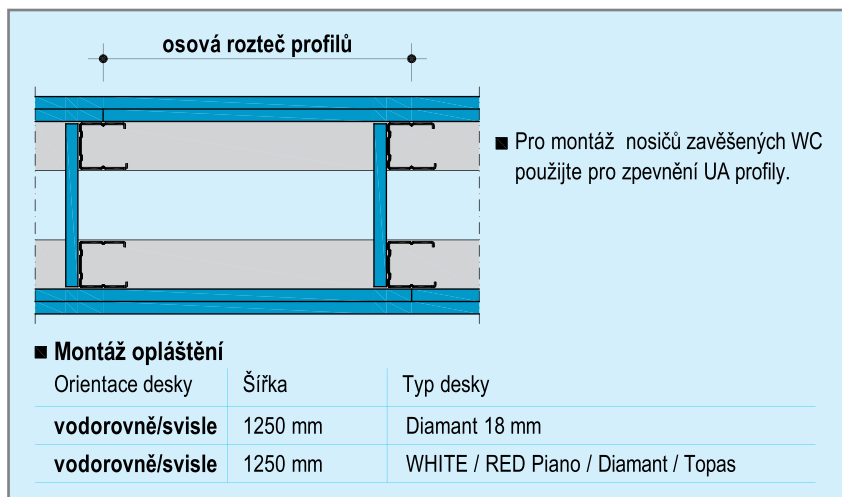 osová rozteč profilů
■ Pro montáž nosičů zavěšených WC
použijte pro zpevnění UA profily.
■ Montáž opláštění
Orientace desky Šířka Typ desky
vodorovně/svisle 1250 mm Diamant 18 mm
vodorovně/svisle 1250 mm WHITE / RED Piano / Diamant / Topas